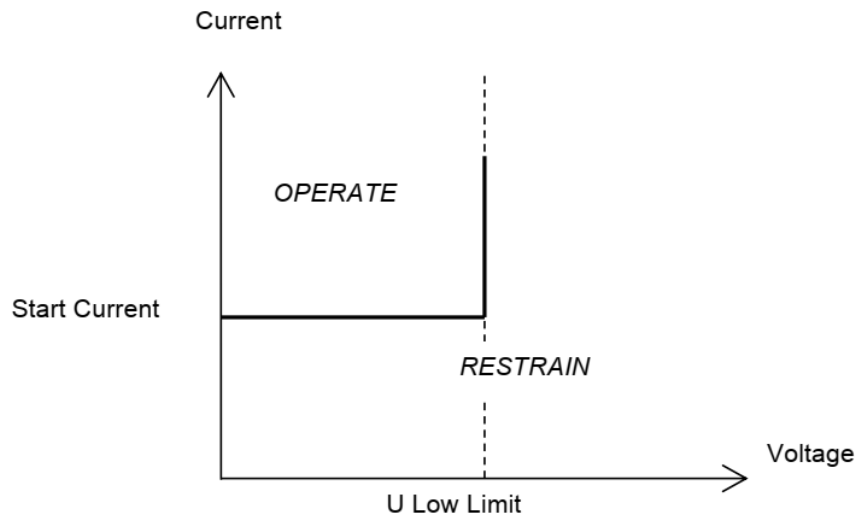 Current
OPERATE
Start Current
RESTRAIN
Voltage
U Low Limit